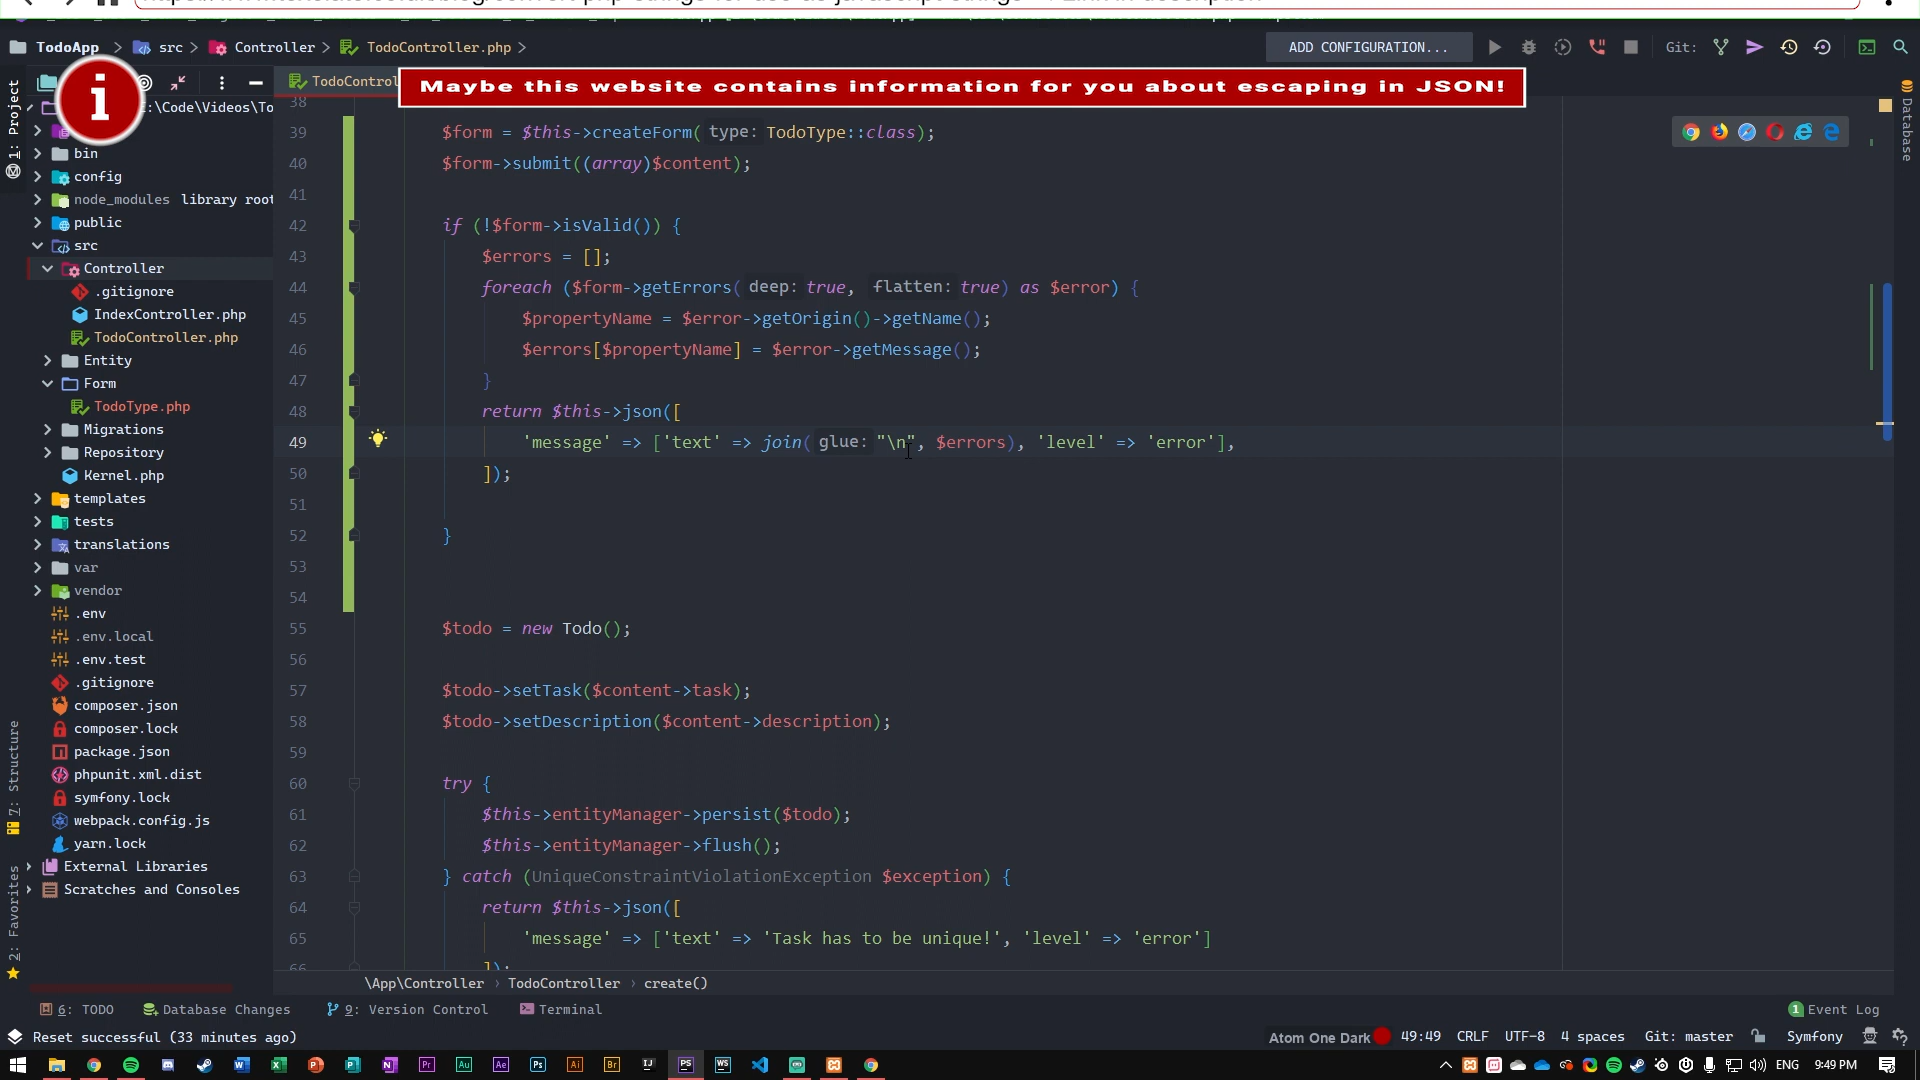 TodoApp > src > Controller > TodoController.php >
ADD CONFIGURATION...
Git:
Maybe this website contains information for you about escaping in JSON!
1: Project
:\Code\Videos\To
bin
config
node_modules library root
public
src
Controller
.gitignore
IndexController.php
TodoController.php
Entity
Form
TodoType.php
Migrations
Repository
Kernel.php
templates
tests
translations
var
vendor
.env
.env.local
.env.test
.gitignore
composer.json
composer.lock
package.json
phpunit.xml.dist
symfony.lock
webpack.config.js
yarn.lock
External Libraries
Scratches and Consoles
7: Structure
2: Favorites
TodoControl
38
39 $form = $this->createForm( type: TodoType::class);
40 $form->submit((array)$content);
41
42 if (!$form->isValid()) {
43 $errors = [];
44 foreach ($form->getErrors( deep: true, flatten: true) as $error) {
45 $propertyName = $error->getOrigin()->getName();
46 $errors[$propertyName] = $error->getMessage();
47 }
48 return $this->json([
49 'message' => ['text' => join( glue: "\n", $errors), 'level' => 'error'],
50 ]);
51
52 }
53
54
55 $todo = new Todo();
56
57 $todo->setTask($content->task);
58 $todo->setDescription($content->description);
59
60 try {
61 $this->entityManager->persist($todo);
62 $this->entityManager->flush();
63 } catch (UniqueConstraintViolationException $exception) {
64 return $this->json([
65 'message' => ['text' => 'Task has to be unique!', 'level' => 'error']
66 ]);
Database
\App\Controller > TodoController > create()
6: TODO Database Changes 9: Version Control Terminal
1 Event Log
Reset successful (33 minutes ago)
Atom One Dark 49:49 CRLF UTF-8 4 spaces Git: master Symfony
ENG 9:49 PM